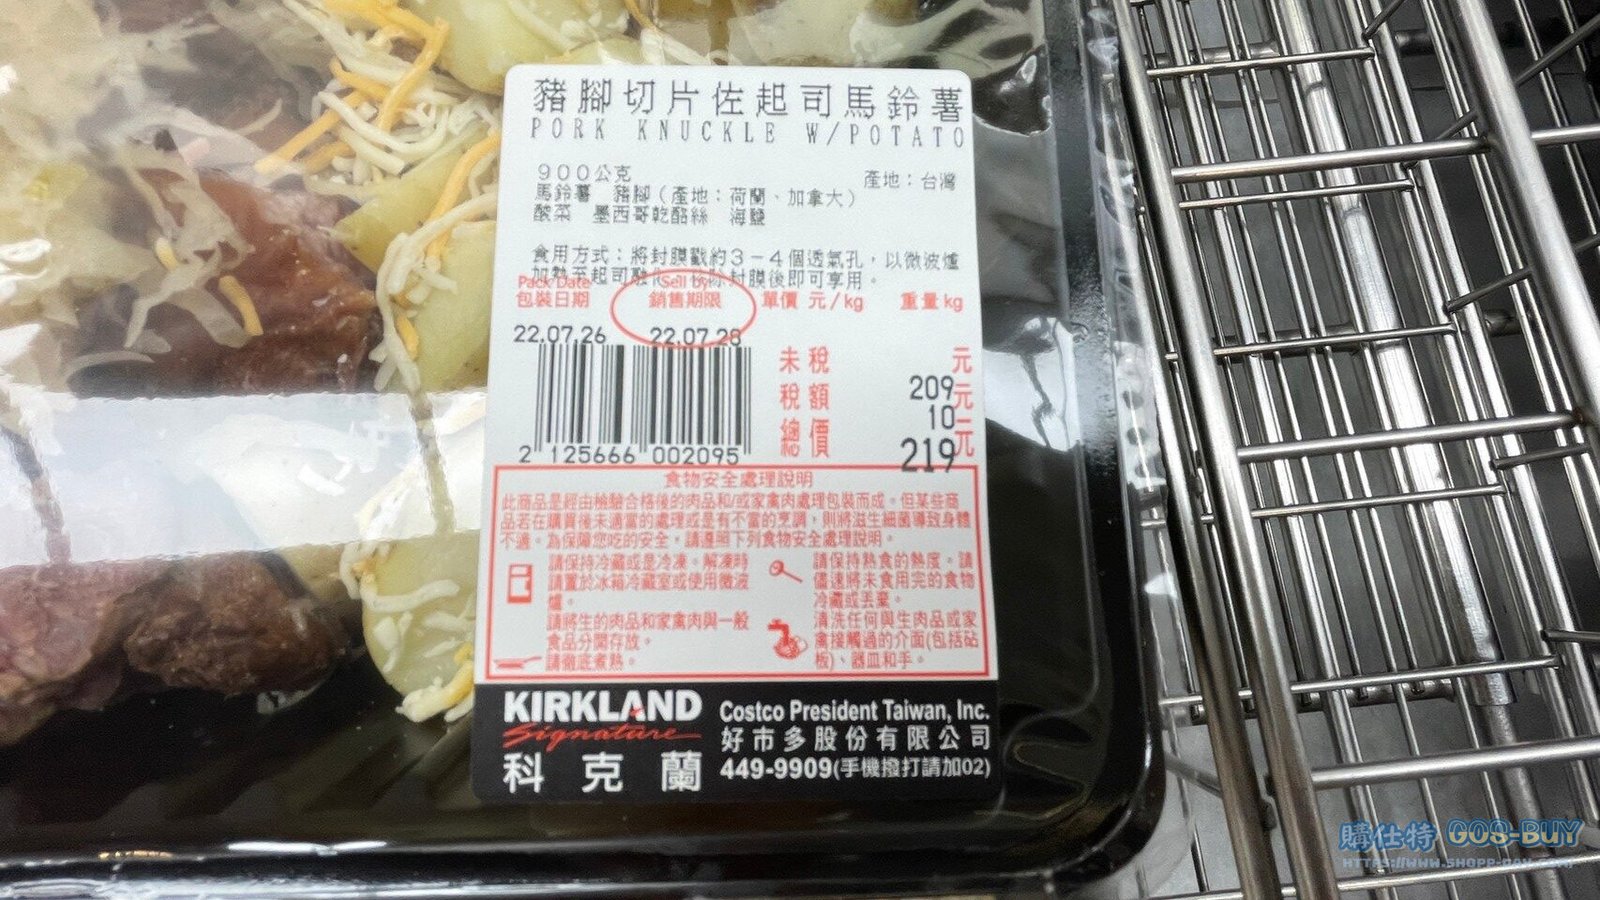 豬腳切片佐起司馬鈴薯
PORK KNUCKLE W/POTATO
900公克 產地：台灣
馬鈴薯 豬腳（產地：荷蘭、加拿大）
酸菜 墨西哥乾酪絲 海鹽
食用方式：將封膜戳約3－4個透氣孔，以微波爐
加熱至起司融化，拆除封膜後即可享用。
Pack Date Sell by
包裝日期 銷售期限 單價 元/kg 重量kg
22.07.26 22.07.28
未稅 209元
稅額 10元
總價 219元
2 125666 002095
食物安全處理說明
此商品是經由檢驗合格後的肉品和/或家禽肉處理包裝而成。但某些商
品若在購買後未適當的處理或是有不當的烹調，則將滋生細菌導致身體
不適。為保障您吃的安全，請遵照下列食物安全處理說明。
請保持冷藏或是冷凍。解凍時
請置於冰箱冷藏室或使用微波
爐。
請將生的肉品和家禽肉與一般
食品分開存放。
請徹底煮熟。
請保持熟食的熱度。請
儘速將未食用完的食物
冷藏或丟棄。
清洗任何與生肉品或家
禽接觸過的介面(包括砧
板)、器皿和手。
KIRKLAND
Signature
科克蘭
Costco President Taiwan, Inc.
好市多股份有限公司
449-9909(手機撥打請加02)
購仕特 GOS-BUY